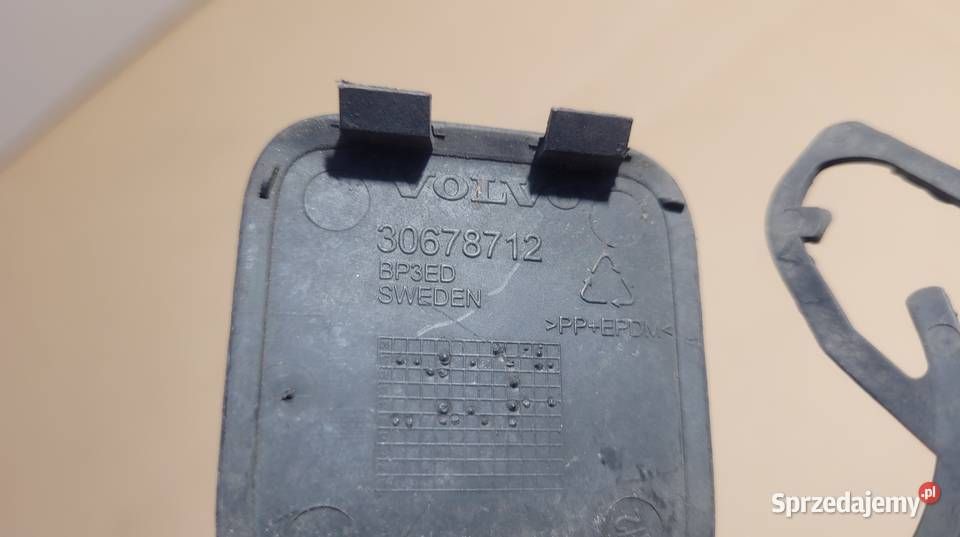 VOLVO
30678712
BP3ED
SWEDEN
>PP+EPDM<
Sprzedajemy.pl